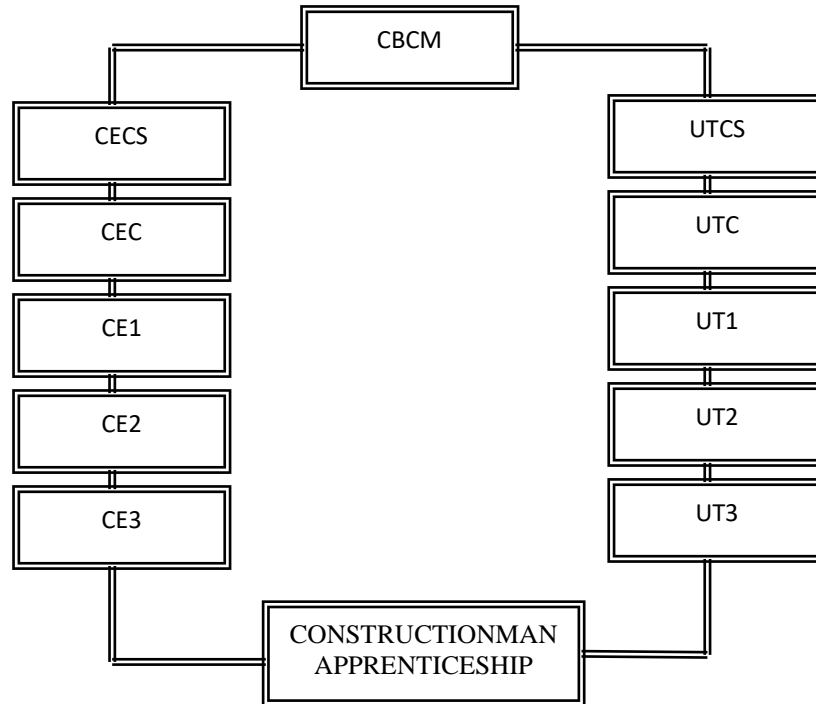 CBCM
CECS
UTCS
CEC
UTC
CE1
UT1
CE2
UT2
CE3
UT3
CONSTRUCTIONMAN
APPRENTICESHIP